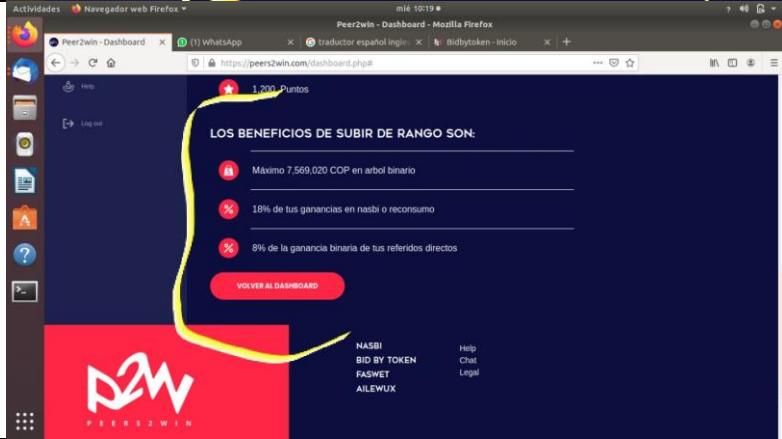 Actividades Navegador web Firefox mié 10:19
Peer2win - Dashboard - Mozilla Firefox
Peer2win - Dashboard (1) WhatsApp traductor español ingles Bidbytoken - Inicio
https://peers2win.com/dashboard.php#
Help
1,200 Puntos
Log out
LOS BENEFICIOS DE SUBIR DE RANGO SON:
Máximo 7,569,020 COP en arbol binario
18% de tus ganancias en nasbi o reconsumo
8% de la ganancia binaria de tus referidos directos
VOLVER AL DASHBOARD
NASBI Help
BID BY TOKEN Chat
FASWET Legal
AILEWUX
p2W
PEERS2WIN